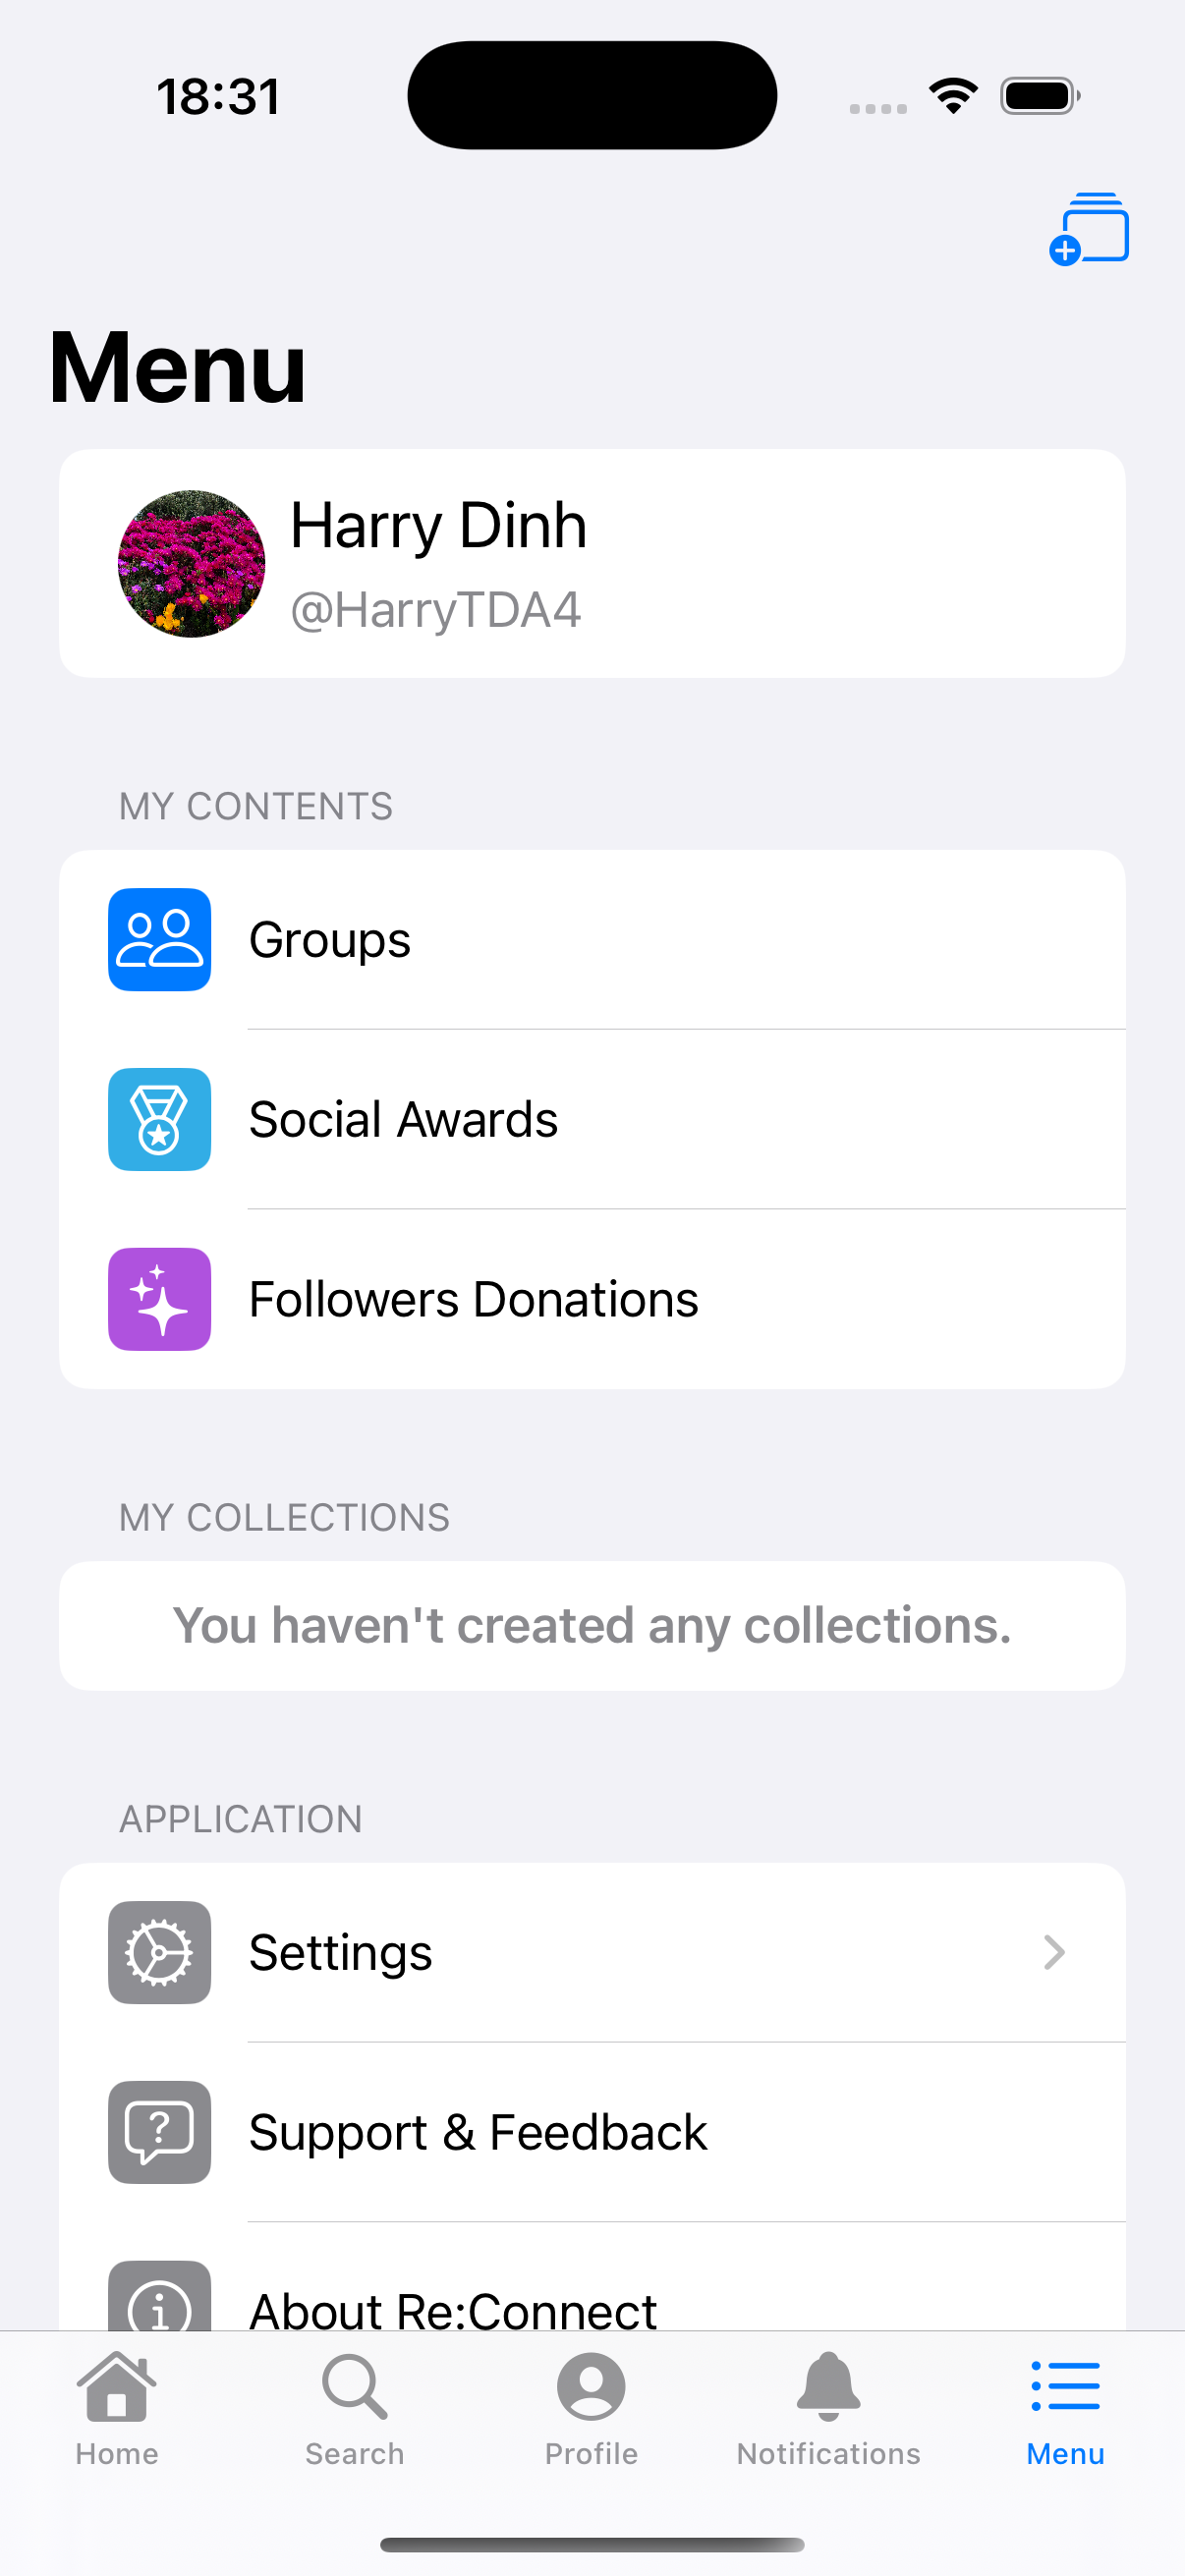 18:31
Menu
Harry Dinh
@HarryTDA4
MY CONTENTS
Groups
Social Awards
Followers Donations
MY COLLECTIONS
You haven't created any collections.
APPLICATION
Settings
Support & Feedback
About Re:Connect
Home
Search
Profile
Notifications
Menu